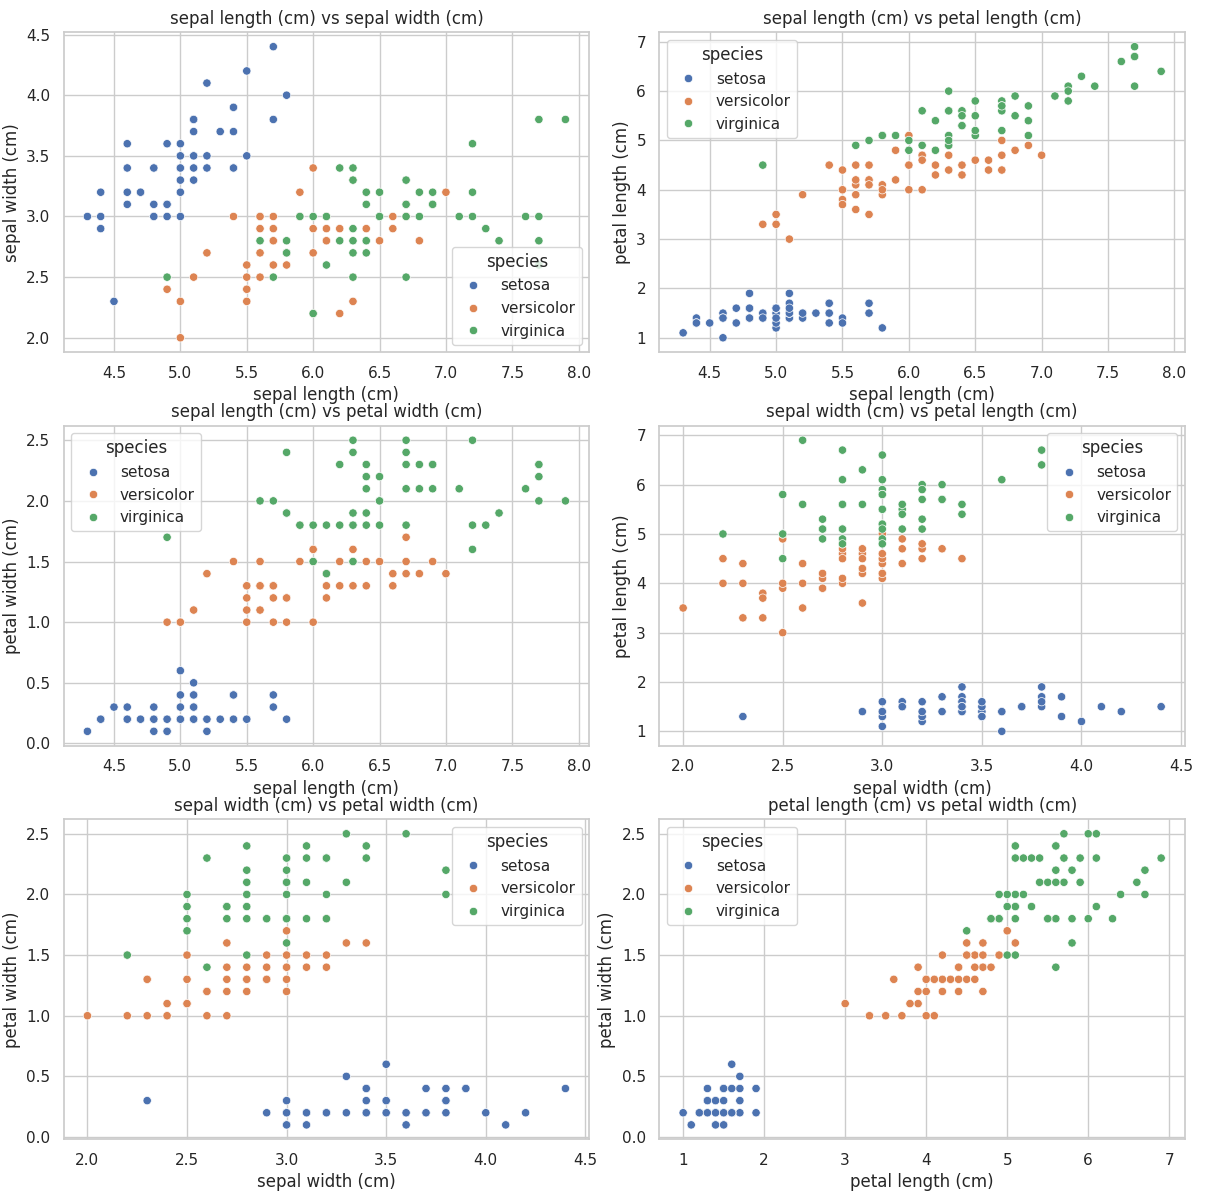 sepal length (cm) vs sepal width (cm)
4.5
4.0
3.5
3.0
2.5
2.0
sepal width (cm)
species
setosa
versicolor
virginica
4.5 5.0 5.5 6.0 6.5 7.0 7.5 8.0
sepal length (cm)
sepal length (cm) vs petal length (cm)
7
6
5
4
3
2
1
petal length (cm)
species
setosa
versicolor
virginica
4.5 5.0 5.5 6.0 6.5 7.0 7.5 8.0
sepal length (cm)
sepal length (cm) vs petal width (cm)
2.5
2.0
1.5
1.0
0.5
0.0
petal width (cm)
species
setosa
versicolor
virginica
4.5 5.0 5.5 6.0 6.5 7.0 7.5 8.0
sepal length (cm)
sepal width (cm) vs petal length (cm)
7
6
5
4
3
2
1
petal length (cm)
species
setosa
versicolor
virginica
2.0 2.5 3.0 3.5 4.0 4.5
sepal width (cm)
sepal width (cm) vs petal width (cm)
2.5
2.0
1.5
1.0
0.5
0.0
petal width (cm)
species
setosa
versicolor
virginica
2.0 2.5 3.0 3.5 4.0 4.5
sepal width (cm)
petal length (cm) vs petal width (cm)
2.5
2.0
1.5
1.0
0.5
0.0
petal width (cm)
species
setosa
versicolor
virginica
1 2 3 4 5 6 7
petal length (cm)